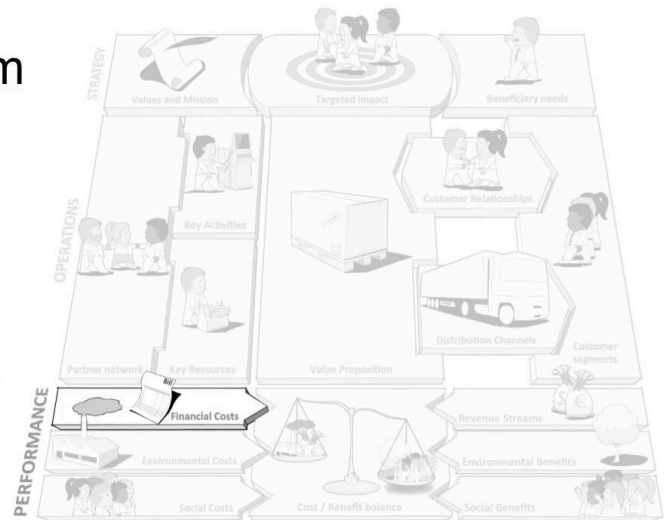 m
STRATEGY
Values and Mission
Targeted impact
Beneficiary needs
OPERATIONS
Key Activities
Customer Relationships
Distribution Channels
Customer
segments
Partner network
Key Resources
Value Proposition
PERFORMANCE
Bill
Financial Costs
Revenue Streams
Environmental Costs
Environmental Benefits
Social Costs
Cost / Benefit balance
Social Benefits